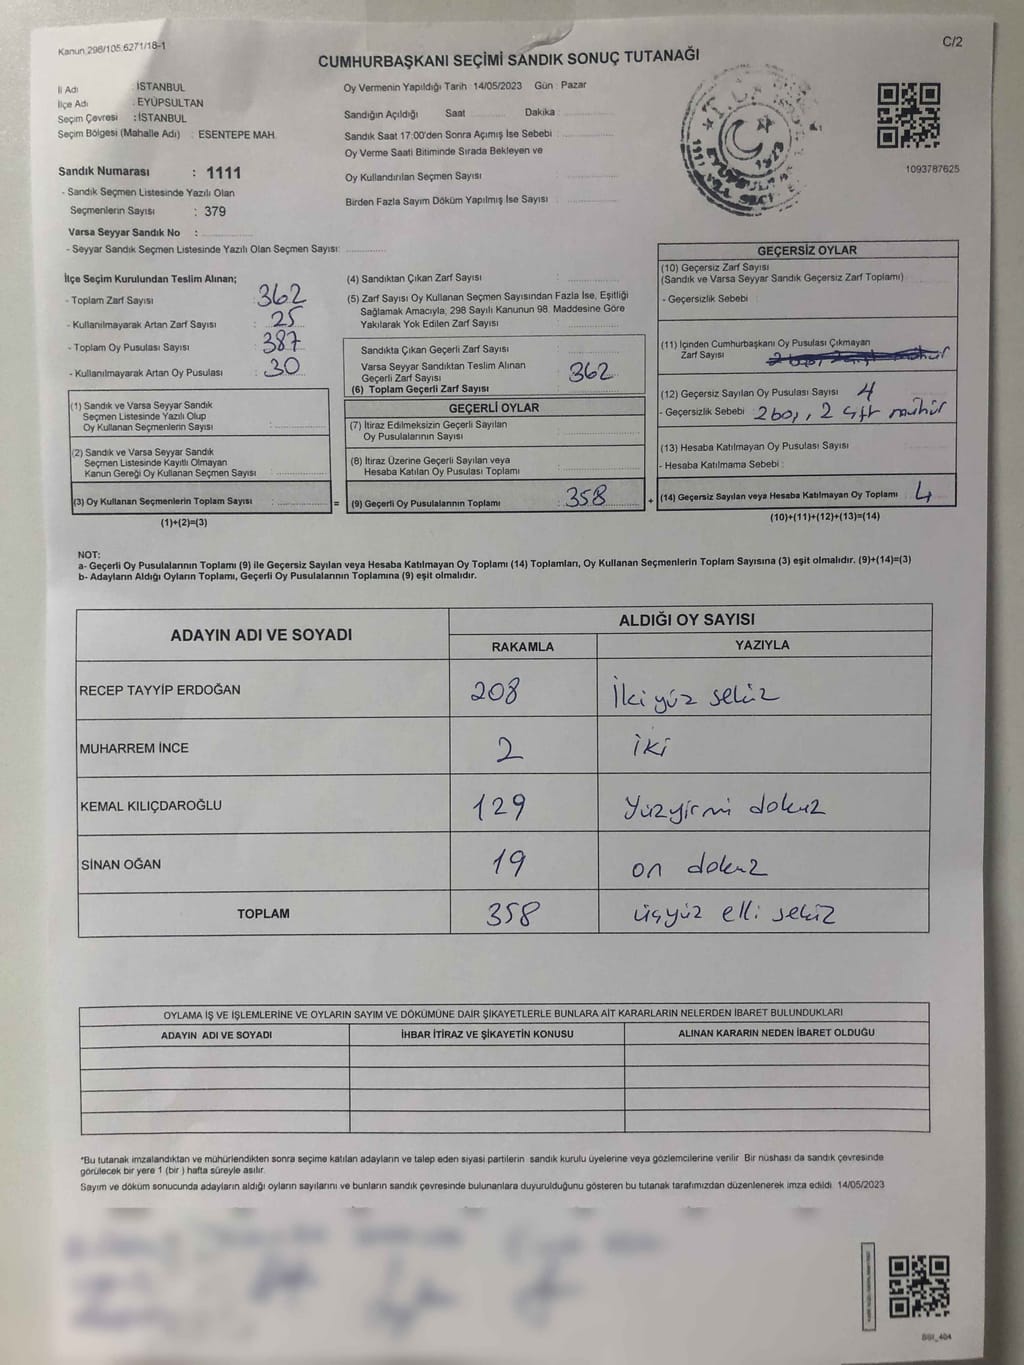 Kanun 298/105.6271/18-1
C/2
CUMHURBAŞKANI SEÇİMİ SANDIK SONUÇ TUTANAĞI
İl Adı : İSTANBUL
İlçe Adı : EYÜPSULTAN
Seçim Çevresi : İSTANBUL
Seçim Bölgesi (Mahalle Adı) : ESENTEPE MAH.
Sandık Numarası : 1111
- Sandık Seçmen Listesinde Yazılı Olan
Seçmenlerin Sayısı : 379
Varsa Seyyar Sandık No :
- Seyyar Sandık Seçmen Listesinde Yazılı Olan Seçmen Sayısı:
Oy Vermenin Yapıldığı Tarih : 14/05/2023 Gün : Pazar
Sandığın Açıldığı Saat Dakika
Sandık Saat 17:00'den Sonra Açımış İse Sebebi :
Oy Verme Saati Bitiminde Sırada Bekleyen ve
Oy Kullandırılan Seçmen Sayısı
Birden Fazla Sayım Döküm Yapılmış İse Sayısı :
T.C.
EYÜPSULTAN
1923
1111
1093787625
İlçe Seçim Kurulundan Teslim Alınan;
- Toplam Zarf Sayısı : 362
- Kullanılmayarak Artan Zarf Sayısı : 25
- Toplam Oy Pusulası Sayısı : 387
- Kullanılmayarak Artan Oy Pusulası : 30
(1) Sandık ve Varsa Seyyar Sandık
Seçmen Listesinde Yazılı Olup
Oy Kullanan Seçmenlerin Sayısı :
(2) Sandık ve Varsa Seyyar Sandık
Seçmen Listesinde Kayıtlı Olmayan
Kanun Gereği Oy Kullanan Seçmen Sayısı :
(3) Oy Kullanan Seçmenlerin Toplam Sayısı :
(1)+(2)=(3)
(4) Sandıktan Çıkan Zarf Sayısı :
(5) Zarf Sayısı Oy Kullanan Seçmen Sayısından Fazla İse, Eşitliği
Sağlamak Amacıyla, 298 Sayılı Kanunun 98. Maddesine Göre
Yakılarak Yok Edilen Zarf Sayısı :
Sandıkta Çıkan Geçerli Zarf Sayısı :
Varsa Seyyar Sandıktan Teslim Alınan
Geçerli Zarf Sayısı
(6) Toplam Geçerli Zarf Sayısı : 362
GEÇERLİ OYLAR
(7) İtiraz Edilmeksizin Geçerli Sayılan
Oy Pusulalarının Sayısı :
(8) İtiraz Üzerine Geçerli Sayılan veya
Hesaba Katılan Oy Pusulası Toplamı :
= (9) Geçerli Oy Pusulalarının Toplamı : 358 +
GEÇERSİZ OYLAR
(10) Geçersiz Zarf Sayısı
(Sandık ve Varsa Seyyar Sandık Geçersiz Zarf Toplamı) :
- Geçersizlik Sebebi :
(11) İçinden Cumhurbaşkanı Oy Pusulası Çıkmayan
Zarf Sayısı
(12) Geçersiz Sayılan Oy Pusulası Sayısı : 4
- Geçersizlik Sebebi : 2 boş, 2 çift mühür
(13) Hesaba Katılmayan Oy Pusulası Sayısı
- Hesaba Katılmama Sebebi :
(14) Geçersiz Sayılan veya Hesaba Katılmayan Oy Toplamı : 4
(10)+(11)+(12)+(13)=(14)
NOT:
a- Geçerli Oy Pusulalarının Toplamı (9) ile Geçersiz Sayılan veya Hesaba Katılmayan Oy Toplamı (14) Toplamları, Oy Kullanan Seçmenlerin Toplam Sayısına (3) eşit olmalıdır. (9)+(14)=(3)
b- Adayların Aldığı Oyların Toplamı, Geçerli Oy Pusulalarının Toplamına (9) eşit olmalıdır.
ADAYIN ADI VE SOYADI
ALDIĞI OY SAYISI
RAKAMLA YAZIYLA
RECEP TAYYİP ERDOĞAN 208 İki yüz sekiz
MUHARREM İNCE 2 iki
KEMAL KILIÇDAROĞLU 129 Yüzyirmi dokuz
SİNAN OĞAN 19 on dokuz
TOPLAM 358 üçyüz elli sekiz
OYLAMA İŞ VE İŞLEMLERİNE VE OYLARIN SAYIM VE DÖKÜMÜNE DAİR ŞİKAYETLERLE BUNLARA AİT KARARLARIN NELERDEN İBARET BULUNDUKLARI
ADAYIN ADI VE SOYADI İHBAR İTİRAZ VE ŞİKAYETİN KONUSU ALINAN KARARIN NEDEN İBARET OLDUĞU
*Bu tutanak imzalandıktan ve mühürlendikten sonra seçime katılan adayların ve talep eden siyasi partilerin sandık kurulu üyelerine veya gözlemcilerine verilir. Bir nüshası da sandık çevresinde
görülecek bir yere 1 (bir ) hafta süreyle asılır.
Sayım ve döküm sonucunda adayların aldığı oyların sayılarını ve bunların sandık çevresinde bulunanlara duyurulduğunu gösteren bu tutanak tarafımızdan düzenlenerek imza edildi. 14/05/2023
BSI_404